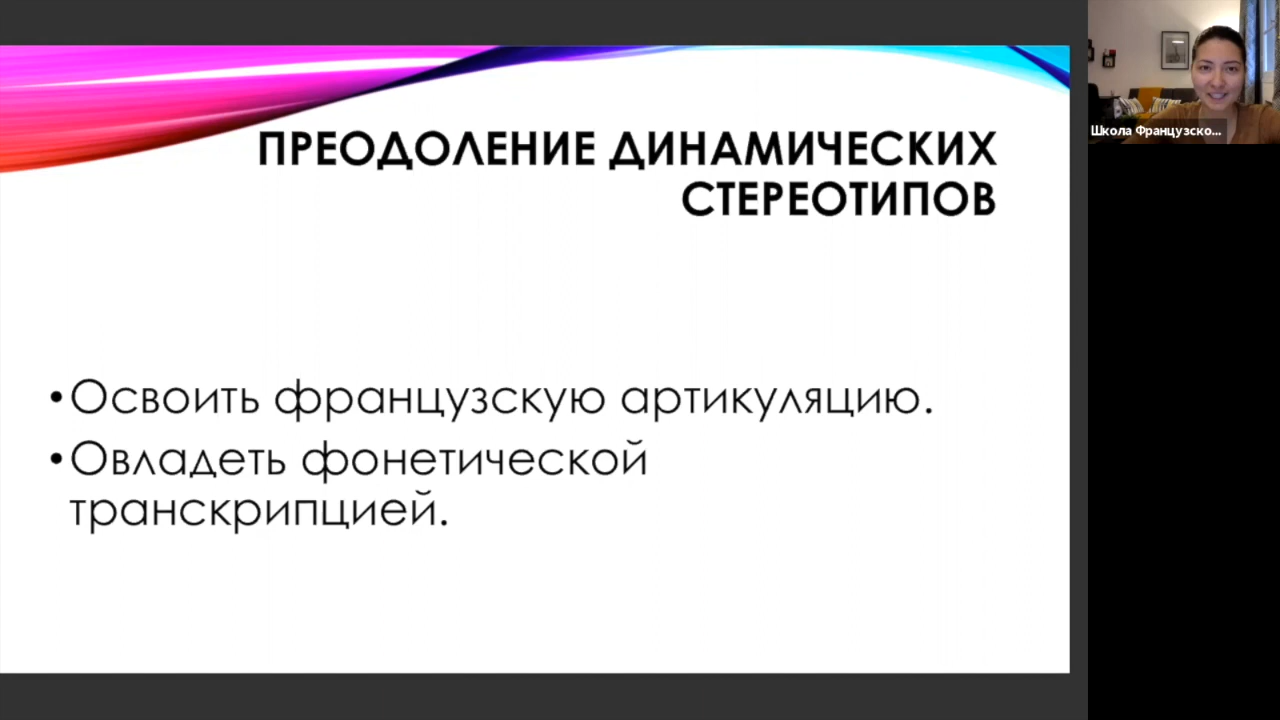 ПРЕОДОЛЕНИЕ ДИНАМИЧЕСКИХ
СТЕРЕОТИПОВ
•Освоить французскую артикуляцию.
•Овладеть фонетической
транскрипцией.
Школа Французско...